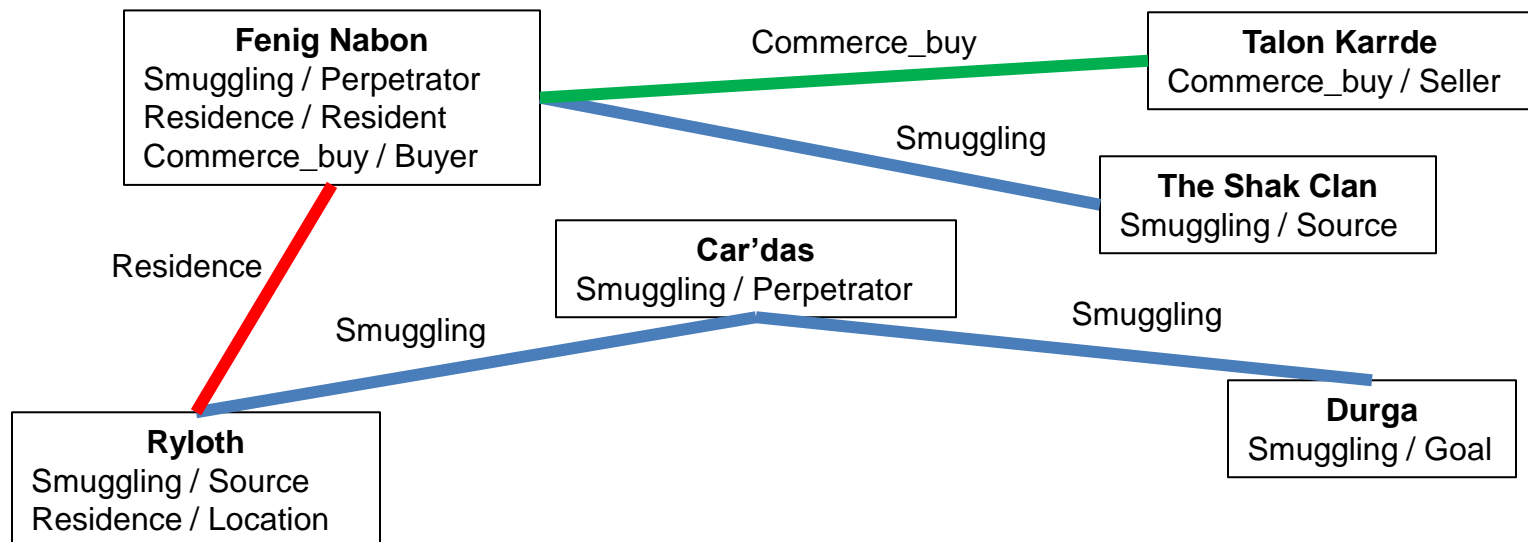 Fenig Nabon
Smuggling / Perpetrator
Residence / Resident
Commerce_buy / Buyer
Commerce_buy
Talon Karrde
Commerce_buy / Seller
Smuggling
The Shak Clan
Smuggling / Source
Residence
Car’das
Smuggling / Perpetrator
Smuggling
Smuggling
Durga
Smuggling / Goal
Ryloth
Smuggling / Source
Residence / Location